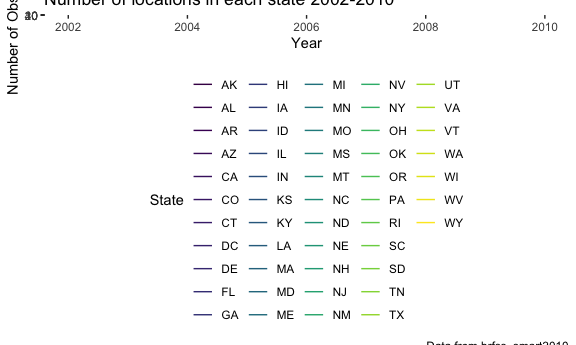 Number of locations in each state 2002-2010
Number of Obs
2002 2004 2006 2008 2010
Year
State
AK HI MI NV UT
AL IA MN NY VA
AR ID MO OH VT
AZ IL MS OK WA
CA IN MT OR WI
CO KS NC PA WV
CT KY ND RI WY
DC LA NE SC
DE MA NH SD
FL MD NJ TN
GA ME NM TX
Data from brfss_smart2010